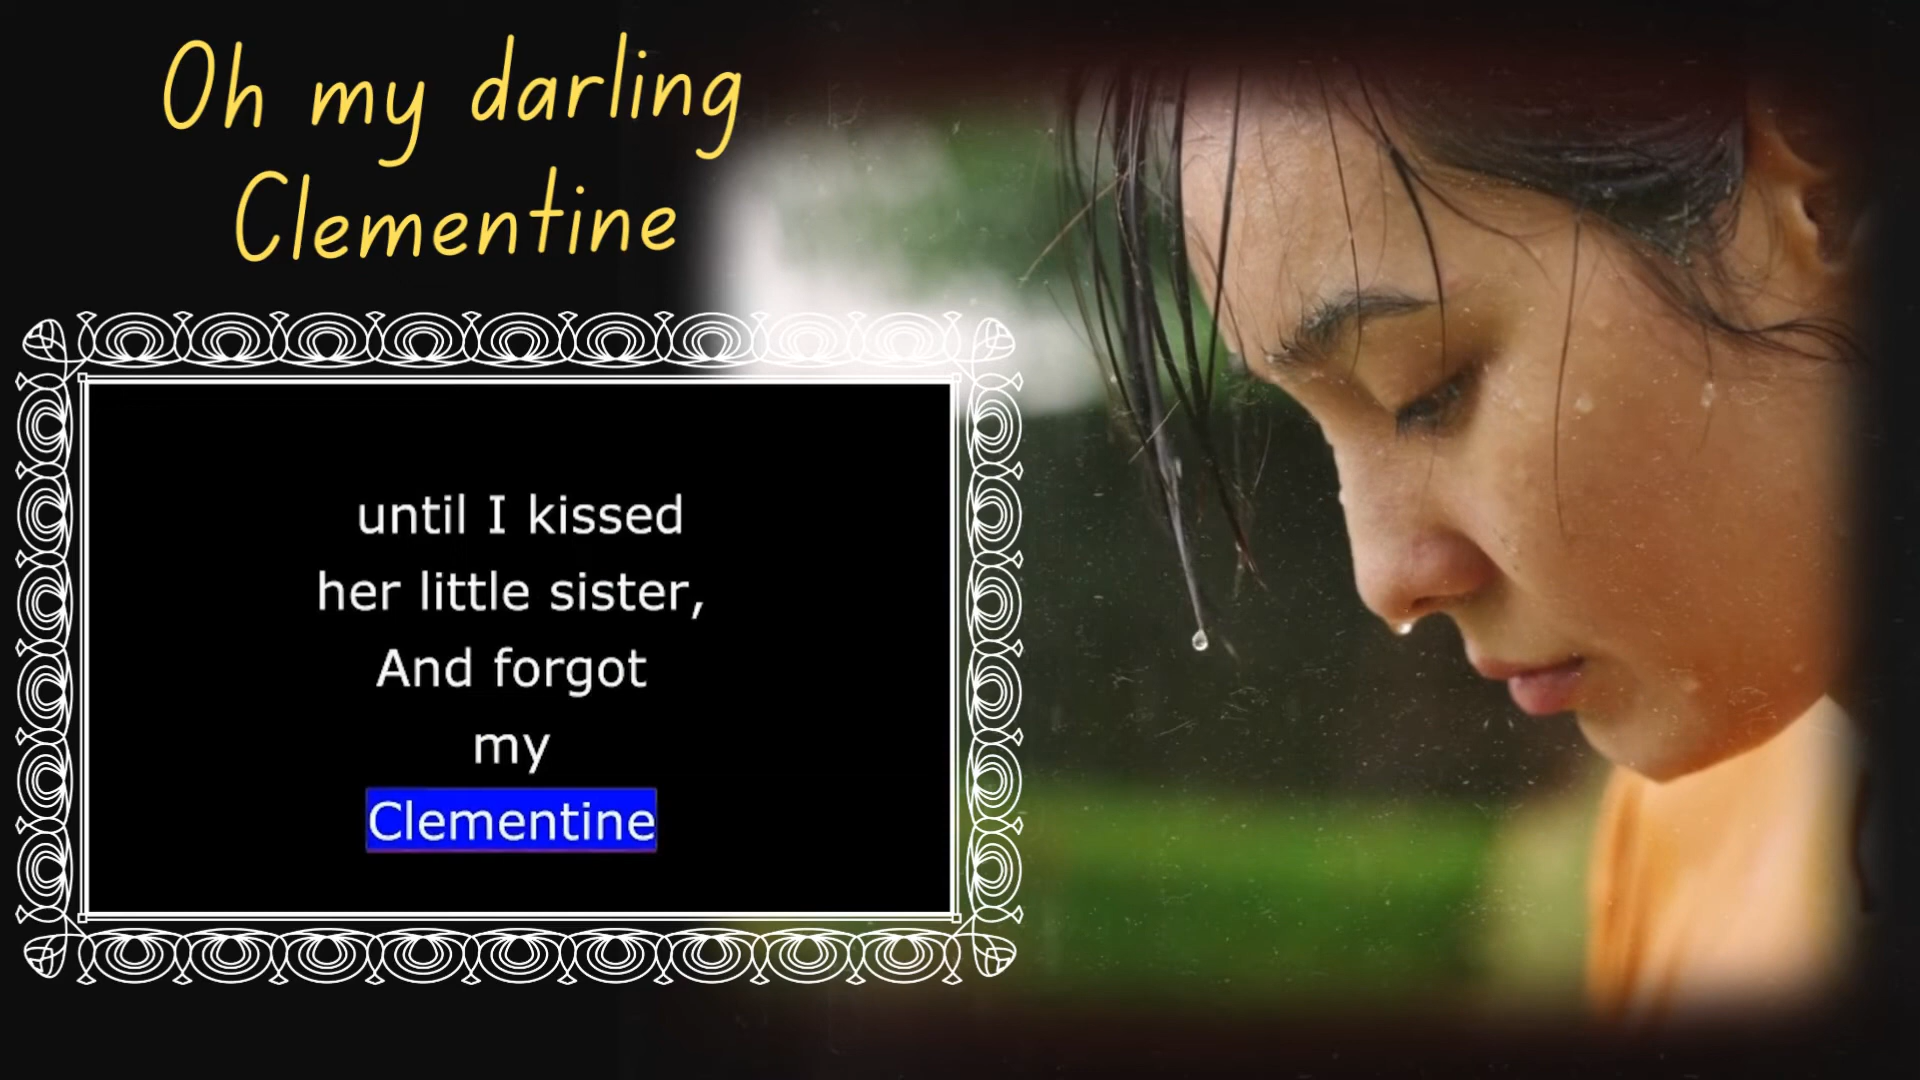 Oh my darling
Clementine
until I kissed
her little sister,
And forgot
my
Clementine